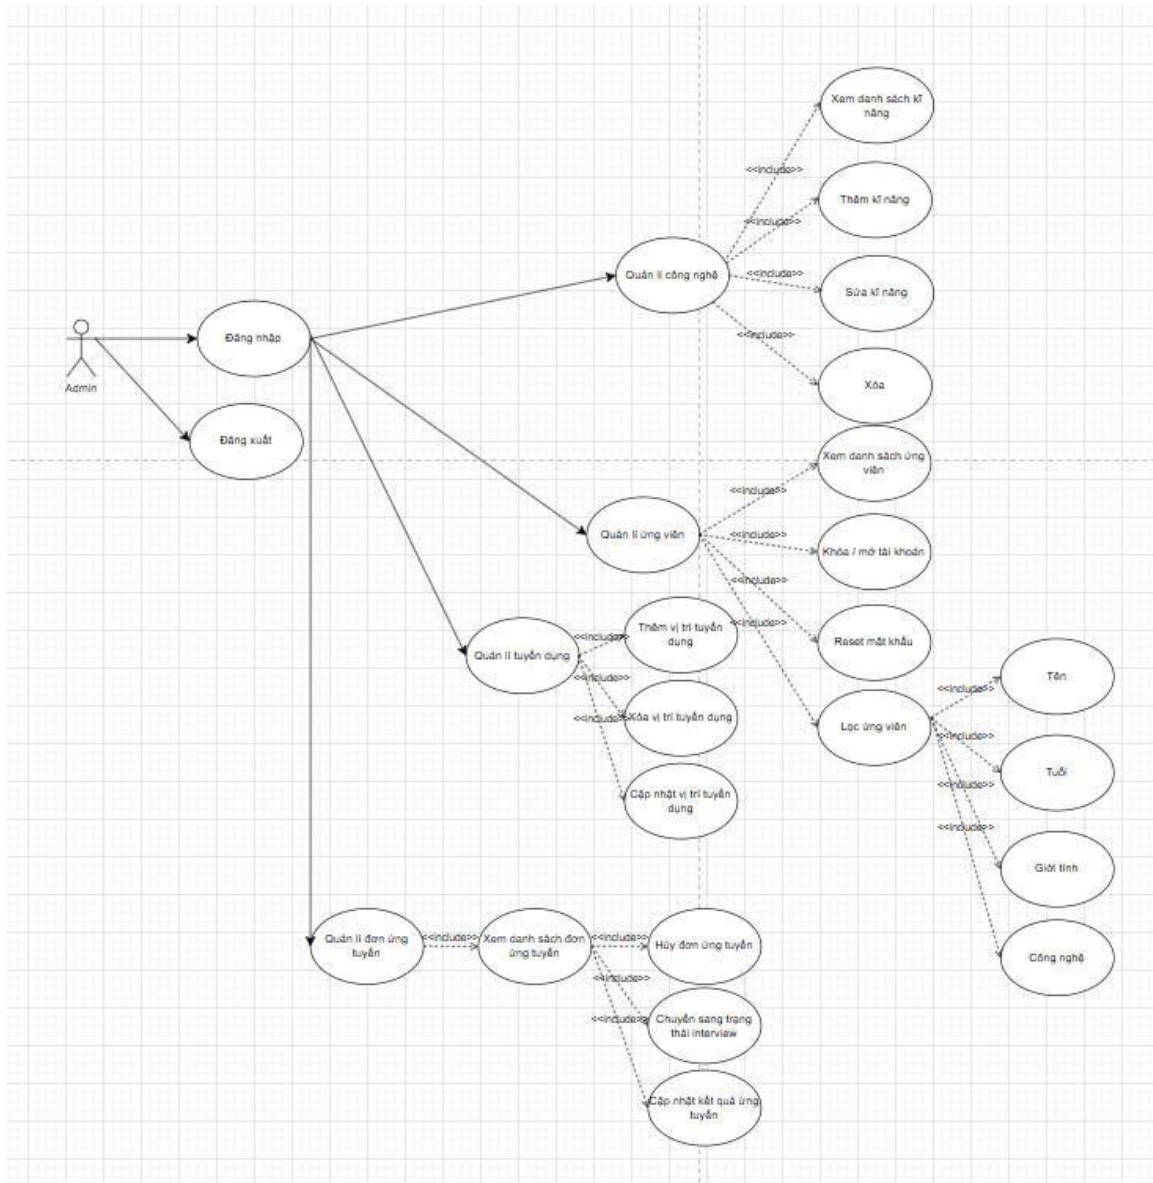 Xem danh sách kĩ
năng
<<include>>
Thêm kĩ năng
<<include>>
Quản lí công nghệ
<<include>>
Sửa kĩ năng
<<include>>
Xóa
Đăng nhập
Admin
Đăng xuất
Xem danh sách ứng
viên
<<include>>
Quản lí ứng viên
<<include>>
Khóa / mở tài khoản
<<include>>
Reset mật khẩu
<<include>>
Lọc ứng viên
Quản lí tuyển dụng
<<include>>
Thêm vị trí tuyển
dụng
<<include>>
<<include>>
Xóa vị trí tuyển dụng
Cập nhật vị trí tuyển
dụng
<<include>>
Tên
<<include>>
Tuổi
<<include>>
<<include>>
Giới tính
Công nghệ
Quản lí đơn ứng
tuyển
<<include>>
Xem danh sách đơn
ứng tuyển
<<include>>
Hủy đơn ứng tuyển
<<include>>
<<include>>
Chuyển sang trạng
thái interview
Cập nhật kết quả ứng
tuyển